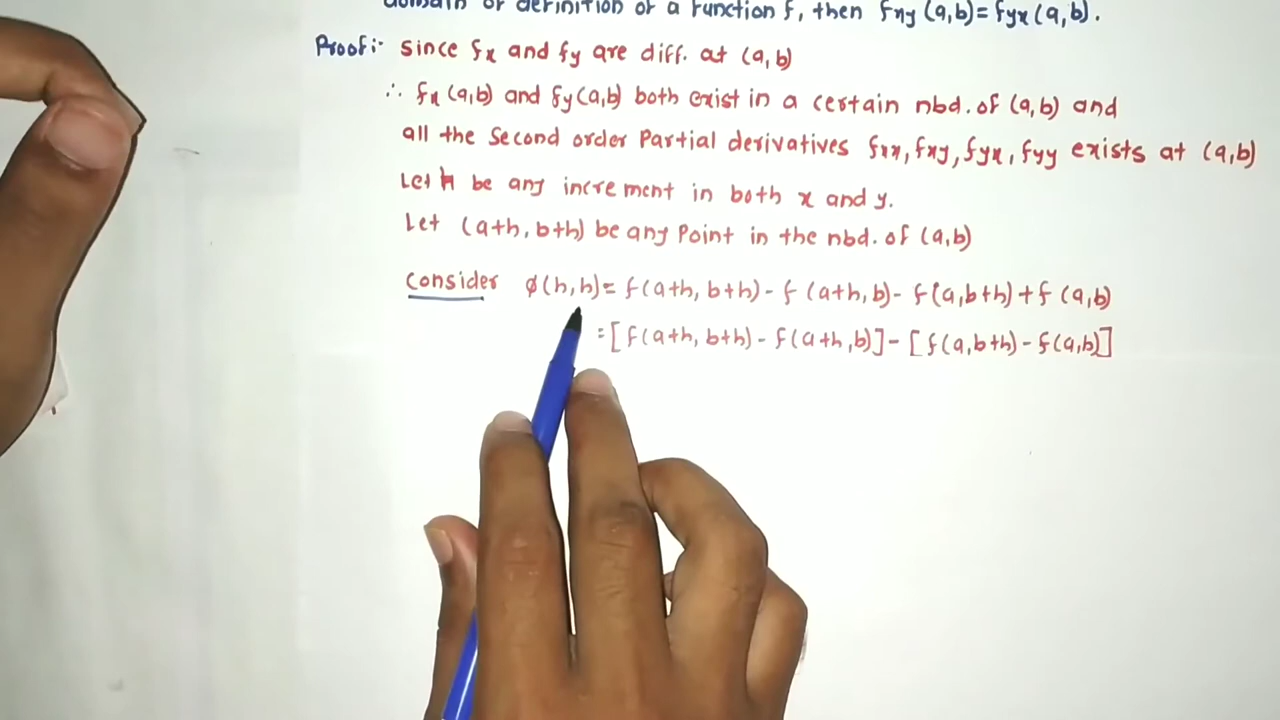 domain of definition of a function f, then fxy (a,b) = fyx (a,b).
Proof:- since fx and fy are diff. at (a,b)
∴ fx (a,b) and fy (a,b) both exist in a certain nbd. of (a,b) and
all the second order Partial derivatives fxx, fxy, fyx, fyy exists at (a,b)
Let h be any increment in both x and y.
Let (a+h, b+h) be any Point in the nbd. of (a,b)
Consider ϕ(h,h) = f(a+h, b+h) - f (a+h, b) - f(a,b+h) + f (a,b)
= [f(a+h, b+h) - f(a+h,b)] - [f(a,b+h) - f(a,b)]